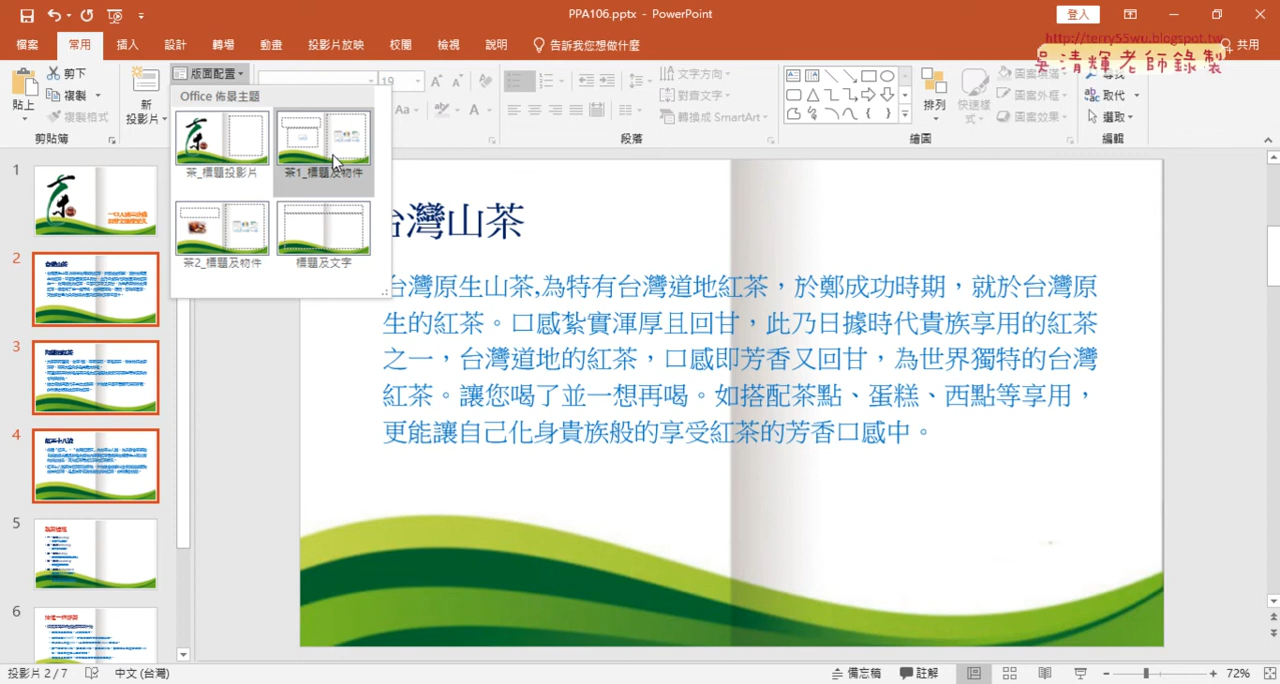 PPA106.pptx - PowerPoint
登入
http://terry55wu.blogspot.tw
吳清輝老師錄製
檔案 常用 插入 設計 轉場 動畫 投影片放映 校閱 檢視 說明 告訴我您想做什麼 共用
貼上 剪下 複製 複製格式
剪貼簿
新投影片
版面配置
Office 佈景主題
茶_標題投影片
茶1_標題及物件
茶2_標題及物件
標題及文字
19
Aa A
文字方向
對齊文字
轉換成 SmartArt
段落
排列
快速樣式
圖案填滿
圖案外框
圖案效果
繪圖
取代
選取
編輯
1
2
台灣山茶
3
4
5
6
台灣山茶
台灣原生山茶,為特有台灣道地紅茶，於鄭成功時期，就於台灣原
生的紅茶。口感紮實渾厚且回甘，此乃日據時代貴族享用的紅茶
之一，台灣道地的紅茶，口感即芳香又回甘，為世界獨特的台灣
紅茶。讓您喝了並一想再喝。如搭配茶點、蛋糕、西點等享用，
更能讓自己化身貴族般的享受紅茶的芳香口感中。
投影片 2 / 7 中文 (台灣) 備忘稿 註解 72%